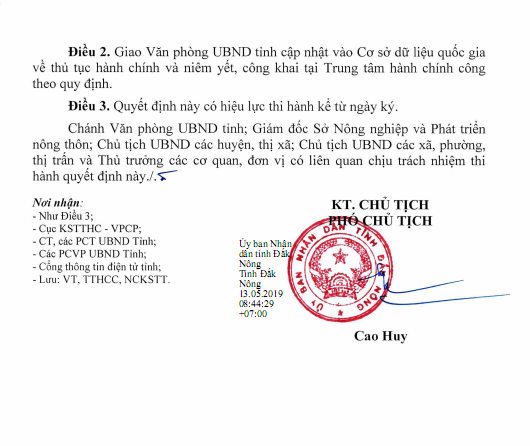 Điều 2. Giao Văn phòng UBND tỉnh cập nhật vào Cơ sở dữ liệu quốc gia
về thủ tục hành chính và niêm yết, công khai tại Trung tâm hành chính công
theo quy định.
Điều 3. Quyết định này có hiệu lực thi hành kể từ ngày ký.
Chánh Văn phòng UBND tỉnh; Giám đốc Sở Nông nghiệp và Phát triển
nông thôn; Chủ tịch UBND các huyện, thị xã; Chủ tịch UBND các xã, phường,
thị trấn và Thủ trưởng các cơ quan, đơn vị có liên quan chịu trách nhiệm thi
hành quyết định này./.
Nơi nhận:
- Như Điều 3;
- Cục KSTTHC - VPCP;
- CT, các PCT UBND Tỉnh;
- Các PCVP UBND Tỉnh;
- Cổng thông tin điện tử tỉnh;
- Lưu: VT, TTHCC, NCKSTT.
Ủy ban Nhân
dân tỉnh Đắk
Nông
Tỉnh Đắk
Nông
13.05.2019
08:44:29
+07:00
KT. CHỦ TỊCH
PHÓ CHỦ TỊCH
ỦY BAN NHÂN DÂN TỈNH ĐẮK NÔNG
Cao Huy